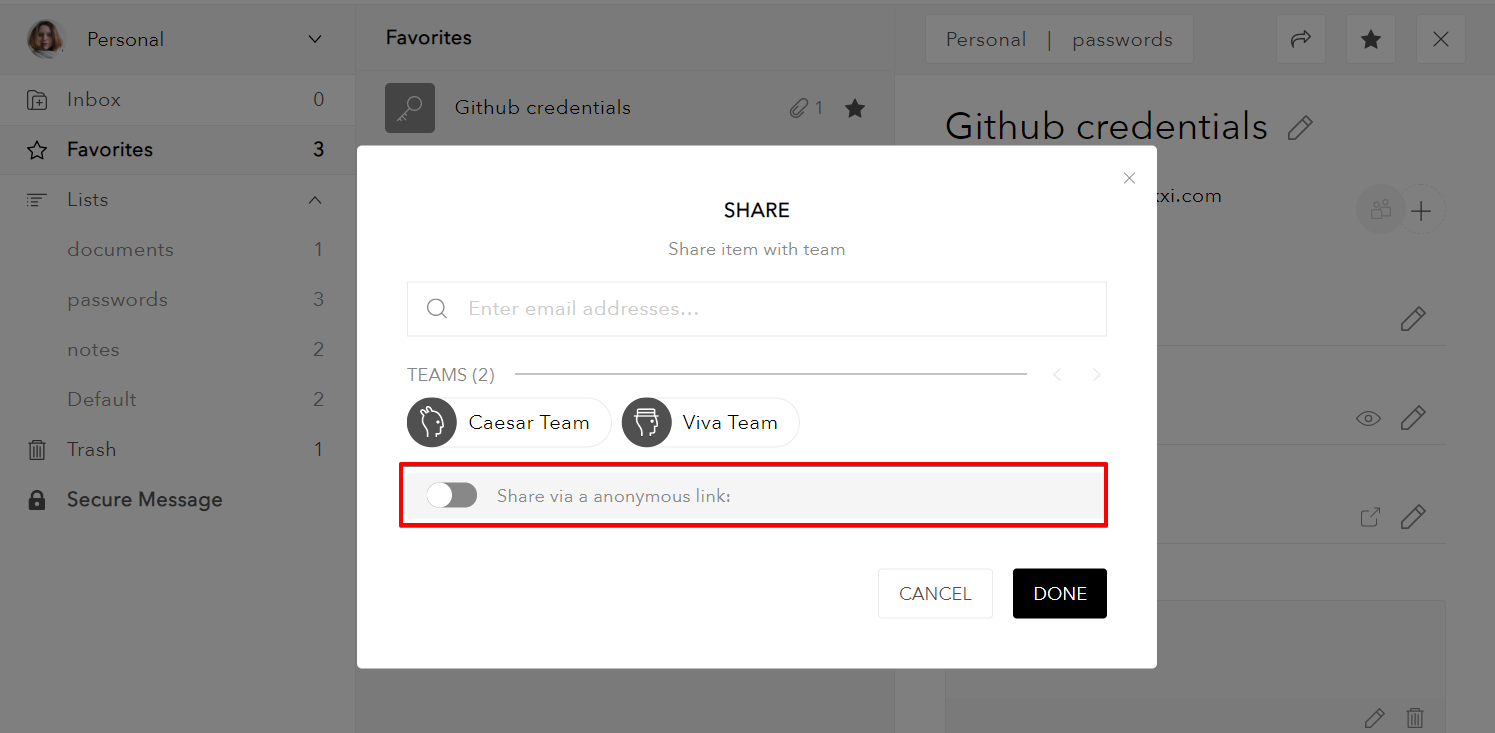 Personal
Inbox 0
Favorites 3
Lists
documents 1
passwords 3
notes 2
Default 2
Trash 1
Secure Message
Favorites
Github credentials 1
Personal | passwords
Github credentials
xi.com
SHARE
Share item with team
Enter email addresses...
TEAMS (2)
Caesar Team
Viva Team
Share via a anonymous link:
CANCEL
DONE